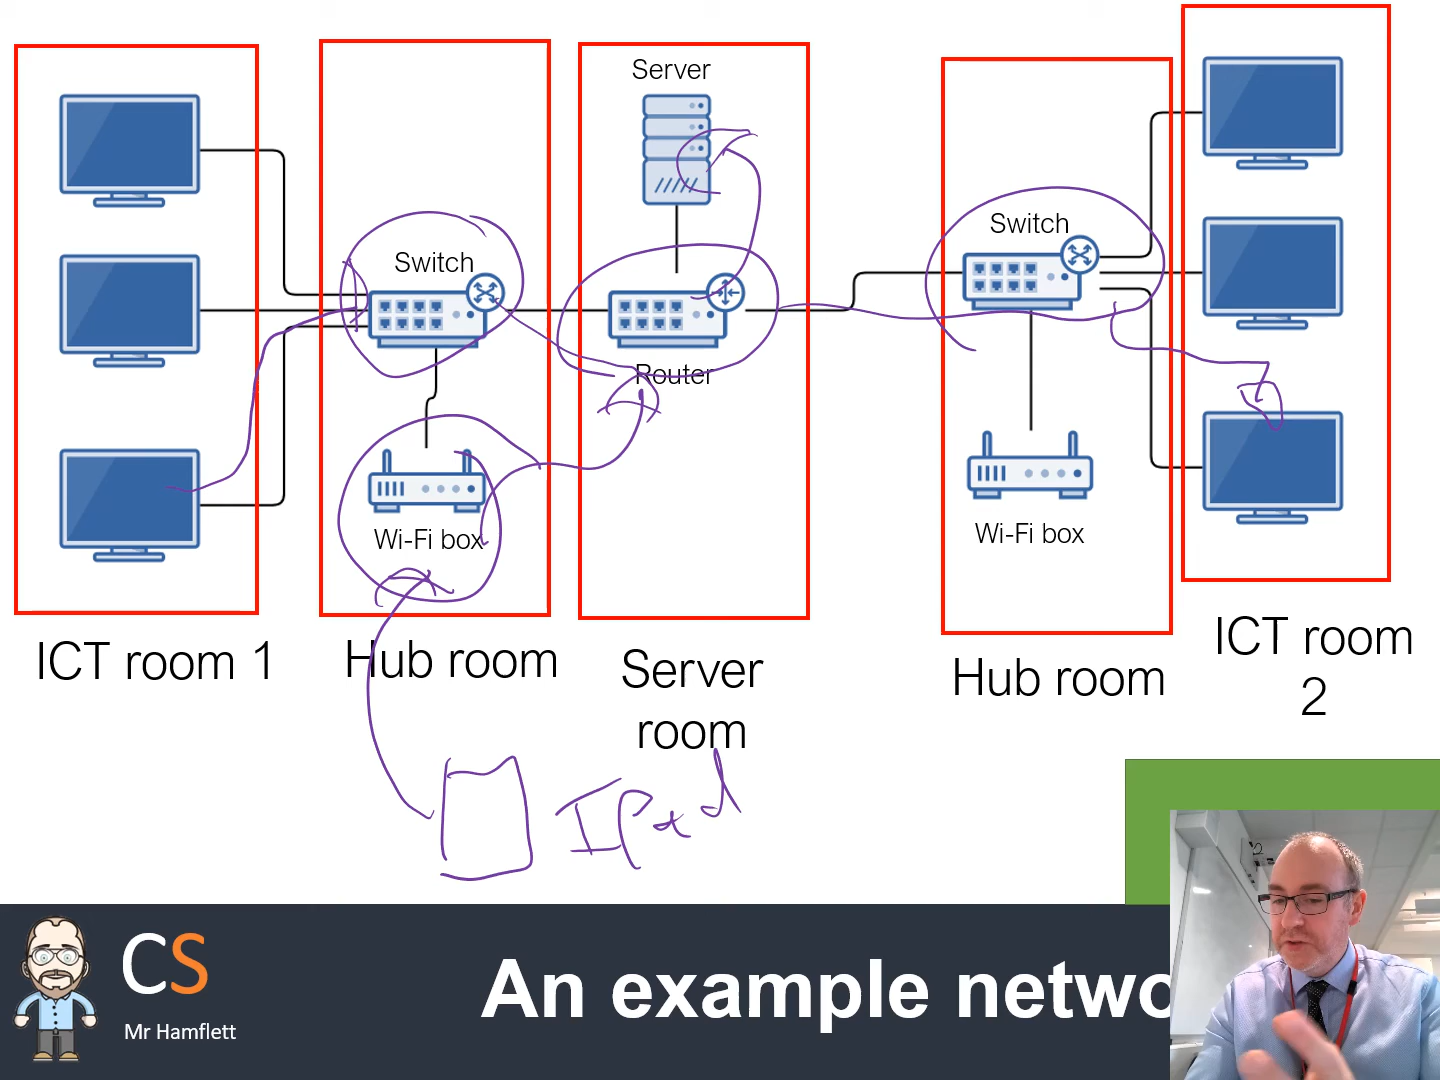 Server
Switch
Switch
Router
Wi-Fi box
Wi-Fi box
ICT room 1
Hub room
Server
room
Hub room
ICT room
2
IPad
CS
Mr Hamflett
An example netwo